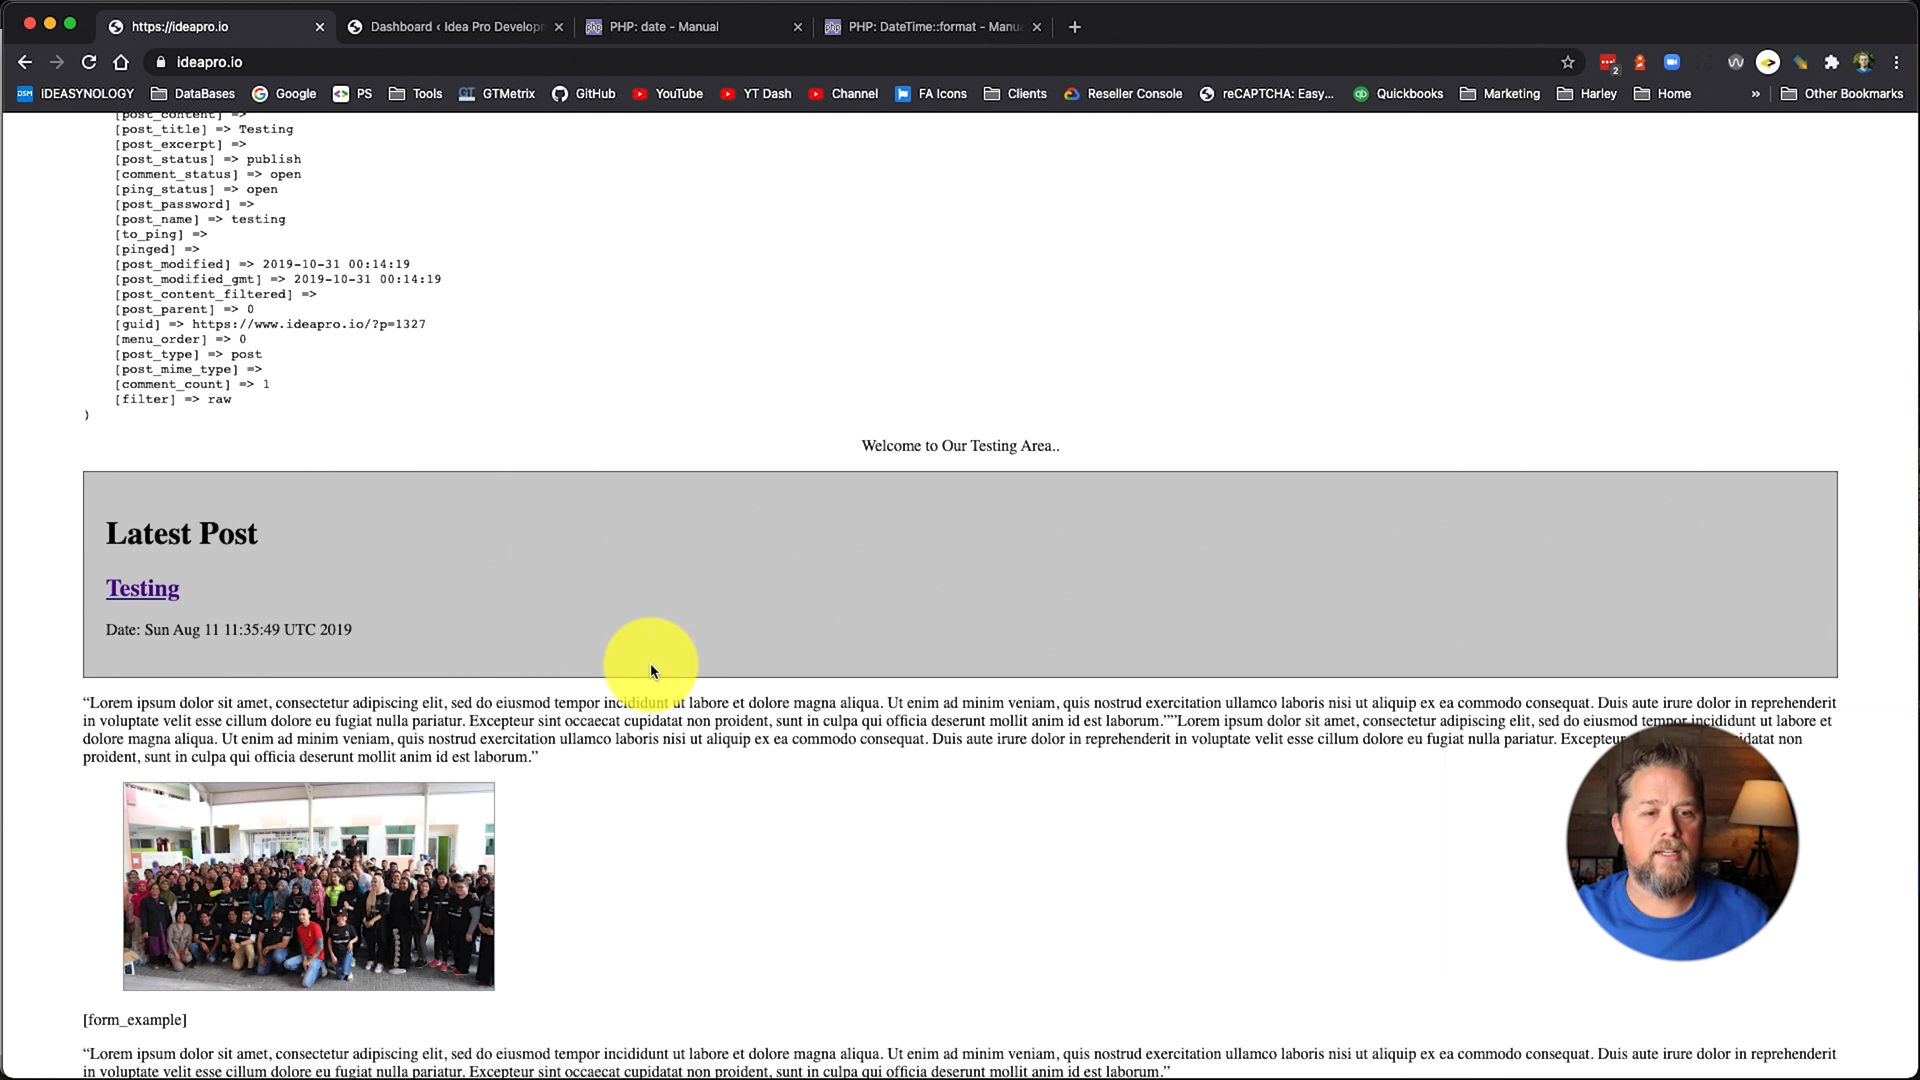 https://ideapro.io
Dashboard ‹ Idea Pro Develop
PHP: date - Manual
PHP: DateTime::format - Manu
ideapro.io
2
DSM IDEASYNOLOGY
DataBases
Google
PS
Tools
GT GTMetrix
GitHub
YouTube
YT Dash
Channel
FA Icons
Clients
Reseller Console
reCAPTCHA: Easy...
Quickbooks
Marketing
Harley
Home
»
Other Bookmarks
[post_content] =>
[post_title] => Testing
[post_excerpt] =>
[post_status] => publish
[comment_status] => open
[ping_status] => open
[post_password] =>
[post_name] => testing
[to_ping] =>
[pinged] =>
[post_modified] => 2019-10-31 00:14:19
[post_modified_gmt] => 2019-10-31 00:14:19
[post_content_filtered] =>
[post_parent] => 0
[guid] => https://www.ideapro.io/?p=1327
[menu_order] => 0
[post_type] => post
[post_mime_type] =>
[comment_count] => 1
[filter] => raw
)
Welcome to Our Testing Area..
Latest Post
Testing
Date: Sun Aug 11 11:35:49 UTC 2019
“Lorem ipsum dolor sit amet, consectetur adipiscing elit, sed do eiusmod tempor incididunt ut labore et dolore magna aliqua. Ut enim ad minim veniam, quis nostrud exercitation ullamco laboris nisi ut aliquip ex ea commodo consequat. Duis aute irure dolor in reprehenderit
in voluptate velit esse cillum dolore eu fugiat nulla pariatur. Excepteur sint occaecat cupidatat non proident, sunt in culpa qui officia deserunt mollit anim id est laborum.””Lorem ipsum dolor sit amet, consectetur adipiscing elit, sed do eiusmod tempor incididunt ut labore et
dolore magna aliqua. Ut enim ad minim veniam, quis nostrud exercitation ullamco laboris nisi ut aliquip ex ea commodo consequat. Duis aute irure dolor in reprehenderit in voluptate velit esse cillum dolore eu fugiat nulla pariatur. Excepteur idatat non
proident, sunt in culpa qui officia deserunt mollit anim id est laborum.”
[form_example]
“Lorem ipsum dolor sit amet, consectetur adipiscing elit, sed do eiusmod tempor incididunt ut labore et dolore magna aliqua. Ut enim ad minim veniam, quis nostrud exercitation ullamco laboris nisi ut aliquip ex ea commodo consequat. Duis aute irure dolor in reprehenderit
in voluptate velit esse cillum dolore eu fugiat nulla pariatur. Excepteur sint occaecat cupidatat non proident, sunt in culpa qui officia deserunt mollit anim id est laborum.”